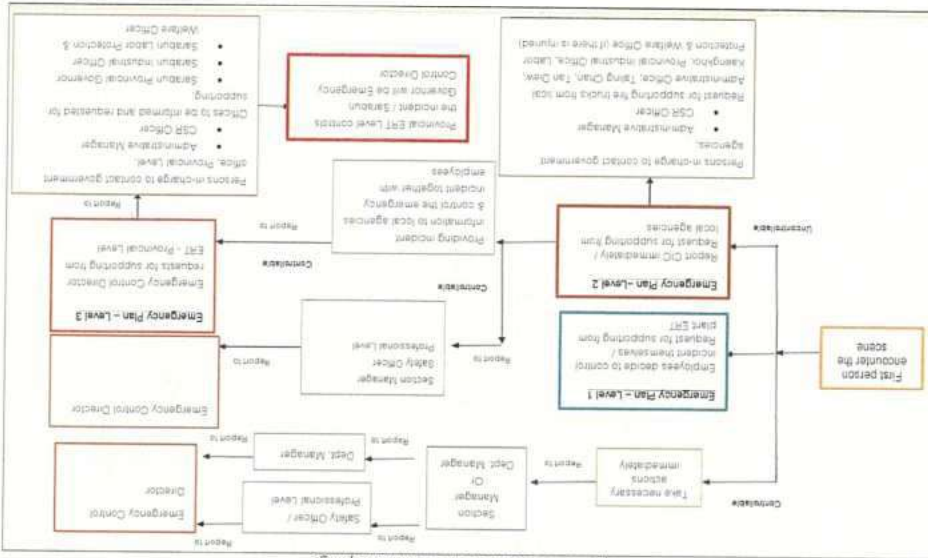 Controllable
Take necessary
actions
immediately
Report to
Section
Manager
Or
Dept. Manager
Report to
Safety Officer /
Professional Level
Report to
Report to
Dept. Manager
Report to
Emergency Control
Director
First person
encounter the
scene
Emergency Plan – Level 1
Employees decide to control
incident themselves /
Request for supporting from
plant ERT
Report to
Section Manager
Safety Officer
Professional Level
Report to
Emergency Control Director
Uncontrollable
Emergency Plan – Level 2
Report CIC immediately /
Request for supporting from
local agencies
Controllable
Providing incident
information to local agencies
& control the emergency
incident together with
employees
Controllable
Report to
Emergency Plan – Level 3
Emergency Control Director
requests for supporting from
ERT - Provincial Level
Report to
Persons in-charge to contact government
agencies.
• Administrative Manager
• CSR Officer
Request for supporting fire trucks from local
Administrative Office, Taling Chan, Tan Diew,
Kaengkhoi, Provincial Industrial Office, Labor
Protection & Welfare Office (if there is injured)
Provincial ERT Level controls
the incident / Saraburi
Governor will be Emergency
Control Director
Persons in-charge to contact government
office, Provincial Level.
• Administrative Manager
• CSR Officer
Offices to be informed and requested for
supporting:
• Saraburi Provincial Governor
• Saraburi Industrial Officer
• Saraburi Labor Protection &
Welfare Officer